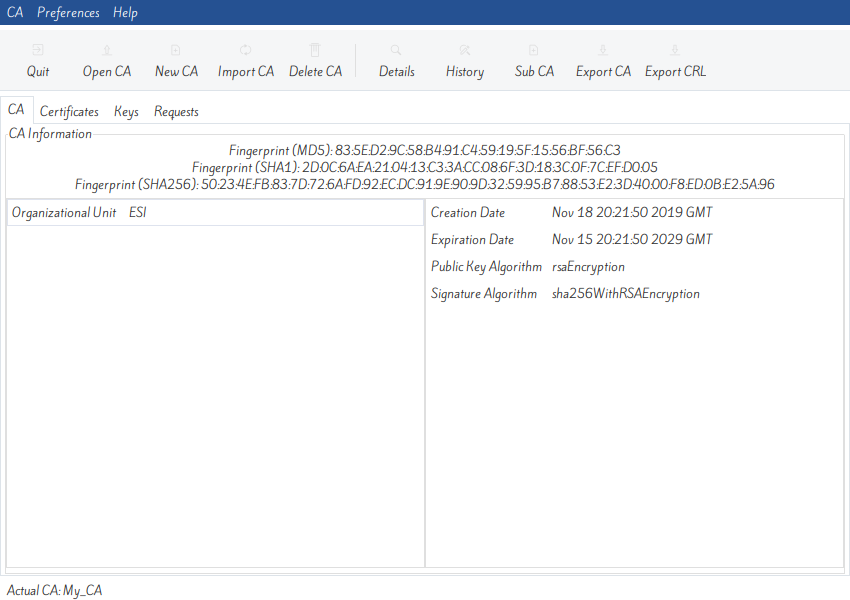 CA Preferences Help
Quit Open CA New CA Import CA Delete CA Details History Sub CA Export CA Export CRL
CA Certificates Keys Requests
CA Information
Fingerprint (MD5): 83:5E:D2:9C:58:B4:91:C4:59:19:5F:15:56:BF:56:C3
Fingerprint (SHA1): 2D:0C:6A:EA:21:04:13:C3:3A:CC:08:6F:3D:18:3C:0F:7C:EF:D0:05
Fingerprint (SHA256): 50:23:4E:FB:83:7D:72:6A:FD:92:EC:DC:91:9E:90:9D:32:59:95:B7:88:53:E2:3D:40:00:F8:ED:0B:E2:5A:96
Organizational Unit ESI
Creation Date Nov 18 20:21:50 2019 GMT
Expiration Date Nov 15 20:21:50 2029 GMT
Public Key Algorithm rsaEncryption
Signature Algorithm sha256WithRSAEncryption
Actual CA: My_CA